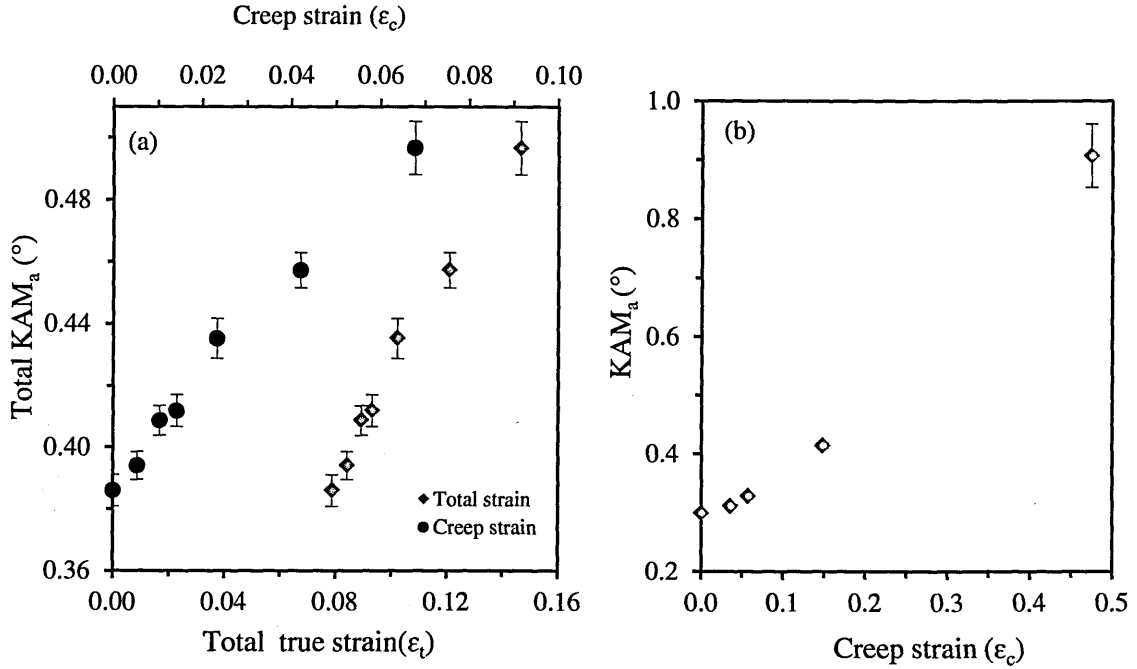 Creep strain (εc)
0.00 0.02 0.04 0.06 0.08 0.10
(a)
0.48
0.44
0.40
0.36
Total KAMa (°)
Total strain
Creep strain
0.00 0.04 0.08 0.12 0.16
Total true strain(εt)
(b)
1.0
0.8
0.6
0.4
0.2
KAMa (°)
0.0 0.1 0.2 0.3 0.4 0.5
Creep strain (εc)